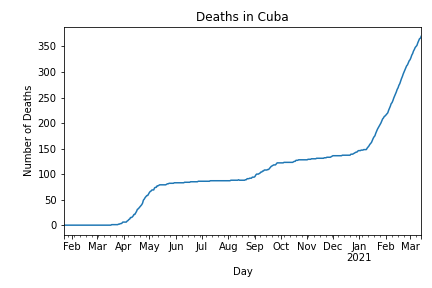 Deaths in Cuba
Number of Deaths
350
300
250
200
150
100
50
0
Feb Mar Apr May Jun Jul Aug Sep Oct Nov Dec Jan Feb Mar
2021
Day